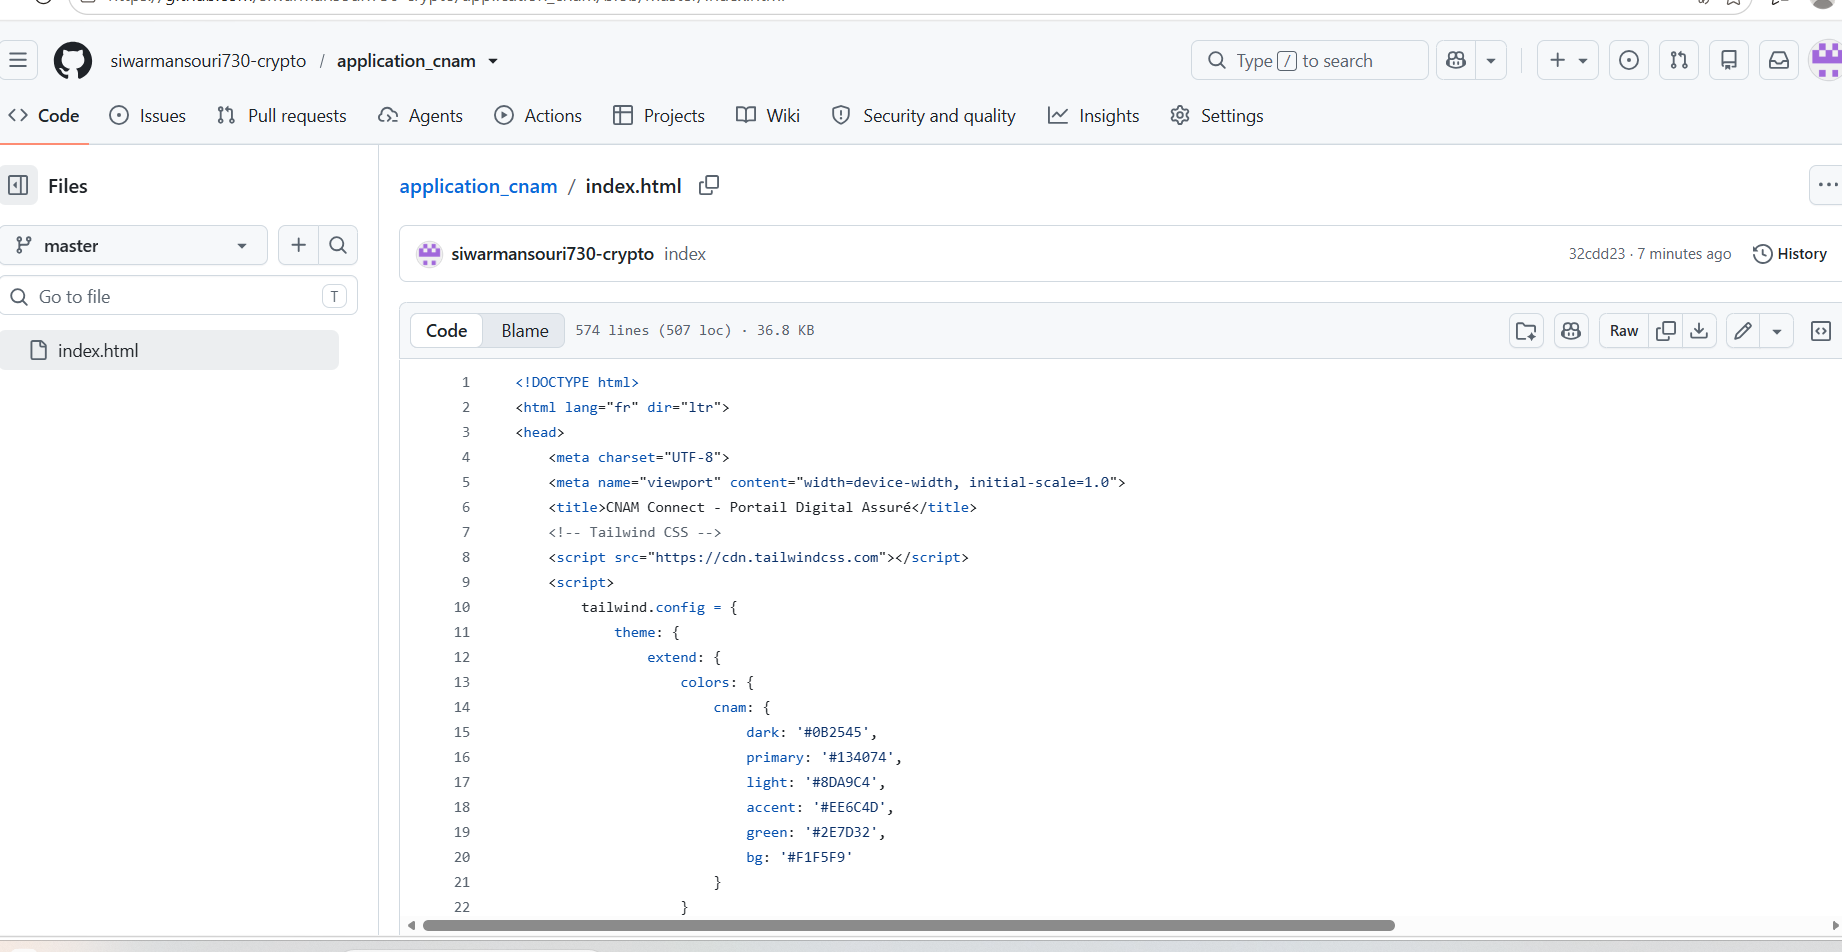 siwarmansouri730-crypto / application_cnam
Type / to search
Code Issues Pull requests Agents Actions Projects Wiki Security and quality Insights Settings
Files
master
Go to file T
index.html
application_cnam / index.html
siwarmansouri730-crypto index 32cdd23 · 7 minutes ago History
Code Blame 574 lines (507 loc) · 36.8 KB Raw
1 <!DOCTYPE html>
2 <html lang="fr" dir="ltr">
3 <head>
4 <meta charset="UTF-8">
5 <meta name="viewport" content="width=device-width, initial-scale=1.0">
6 <title>CNAM Connect - Portail Digital Assuré</title>
7 <!-- Tailwind CSS -->
8 <script src="https://cdn.tailwindcss.com"></script>
9 <script>
10 tailwind.config = {
11 theme: {
12 extend: {
13 colors: {
14 cnam: {
15 dark: '#0B2545',
16 primary: '#134074',
17 light: '#8DA9C4',
18 accent: '#EE6C4D',
19 green: '#2E7D32',
20 bg: '#F1F5F9'
21 }
22 }